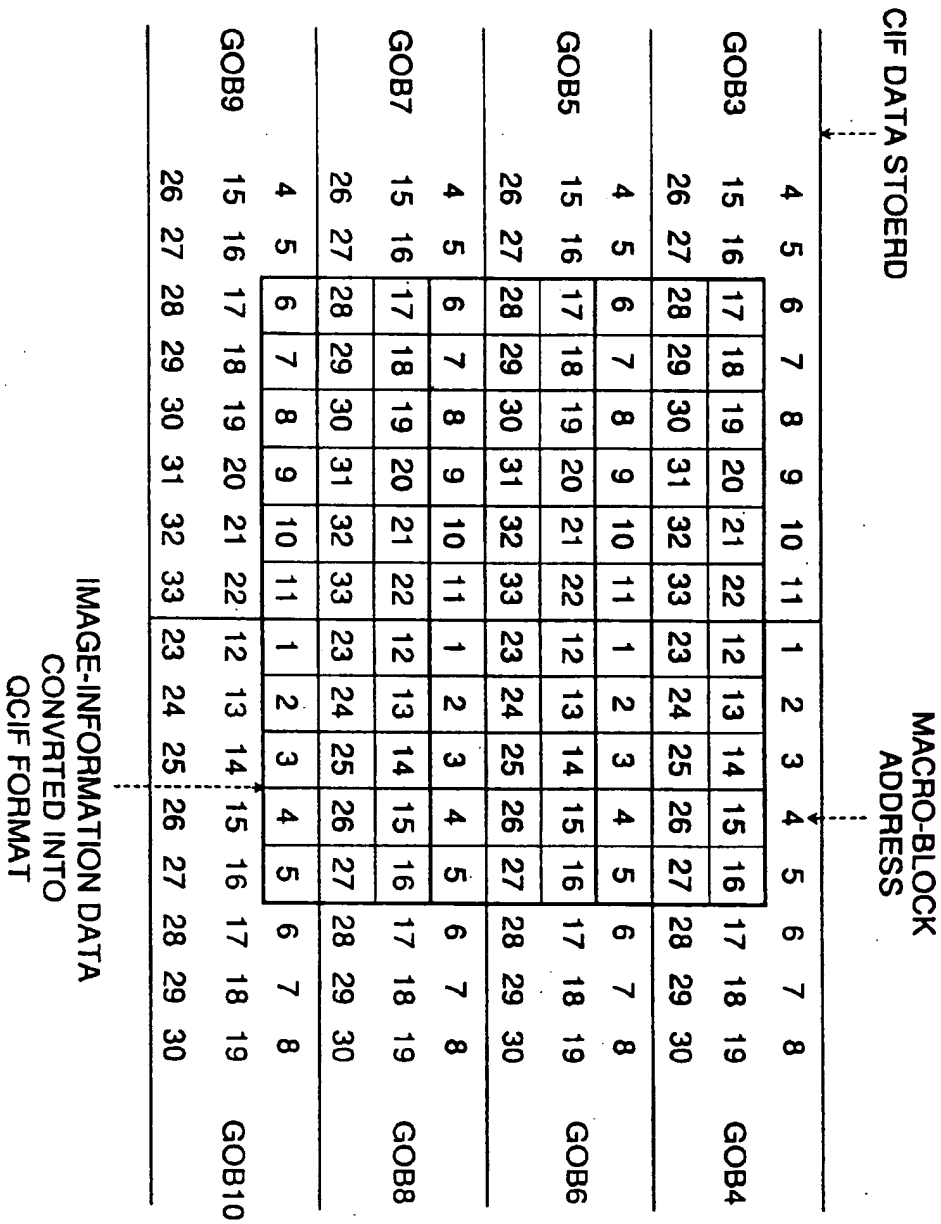 CIF DATA STOERD
MACRO-BLOCK
ADDRESS
4 5 6 7 8 9 10 11 1 2 3 4 5 6 7 8
GOB3 15 16 17 18 19 20 21 22 12 13 14 15 16 17 18 19 GOB4
26 27 28 29 30 31 32 33 23 24 25 26 27 28 29 30
4 5 6 7 8 9 10 11 1 2 3 4 5 6 7 8
GOB5 15 16 17 18 19 20 21 22 12 13 14 15 16 17 18 19 GOB6
26 27 28 29 30 31 32 33 23 24 25 26 27 28 29 30
4 5 6 7 8 9 10 11 1 2 3 4 5 6 7 8
GOB7 15 16 17 18 19 20 21 22 12 13 14 15 16 17 18 19 GOB8
26 27 28 29 30 31 32 33 23 24 25 26 27 28 29 30
4 5 6 7 8 9 10 11 1 2 3 4 5 6 7 8
GOB9 15 16 17 18 19 20 21 22 12 13 14 15 16 17 18 19 GOB10
26 27 28 29 30 31 32 33 23 24 25 26 27 28 29 30
IMAGE-INFORMATION DATA
CONVRTED INTO
QCIF FORMAT